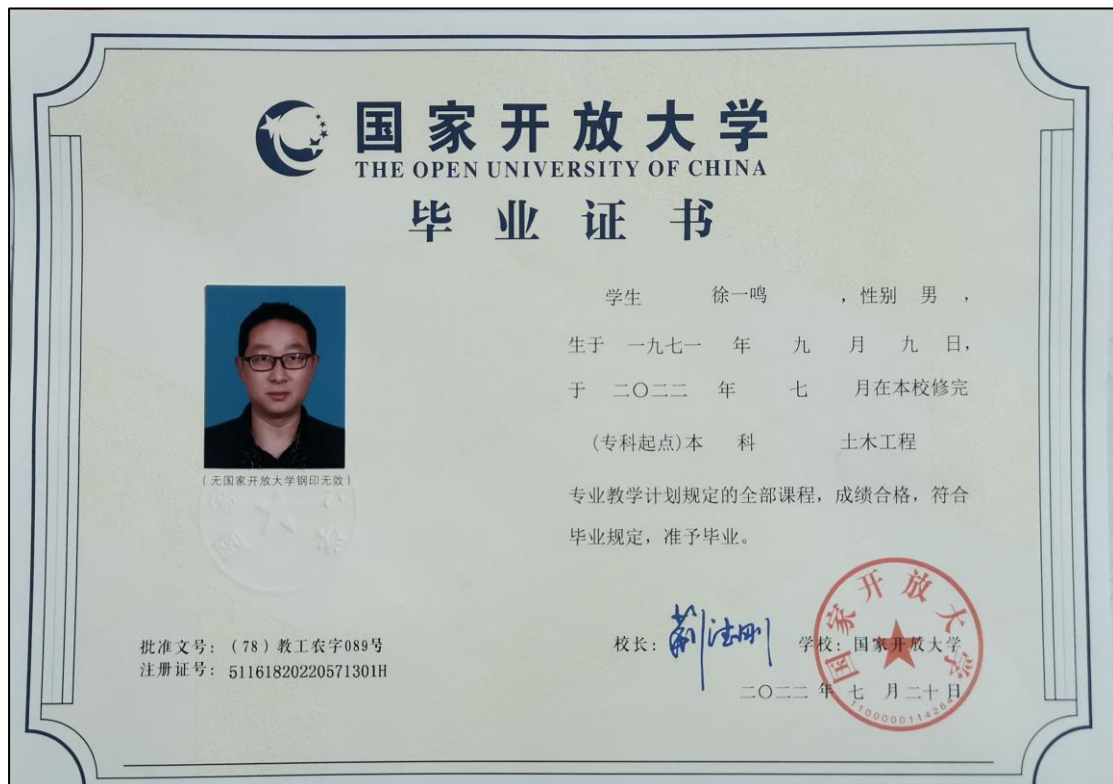 国家开放大学
THE OPEN UNIVERSITY OF CHINA
毕业证书
学生 徐一鸣 ，性别 男 ，
生于 一九七一 年 九 月 九 日，
于 二〇二二 年 七 月在本校修完
(专科起点)本 科 土木工程
专业教学计划规定的全部课程，成绩合格，符合
毕业规定，准予毕业。
(无国家开放大学钢印无效)
批准文号：(78)教工农字089号
注册证号：51161820220571301H
校长：荆德刚 学校：国家开放大学
二〇二二 年 七 月二十日
国家开放大学